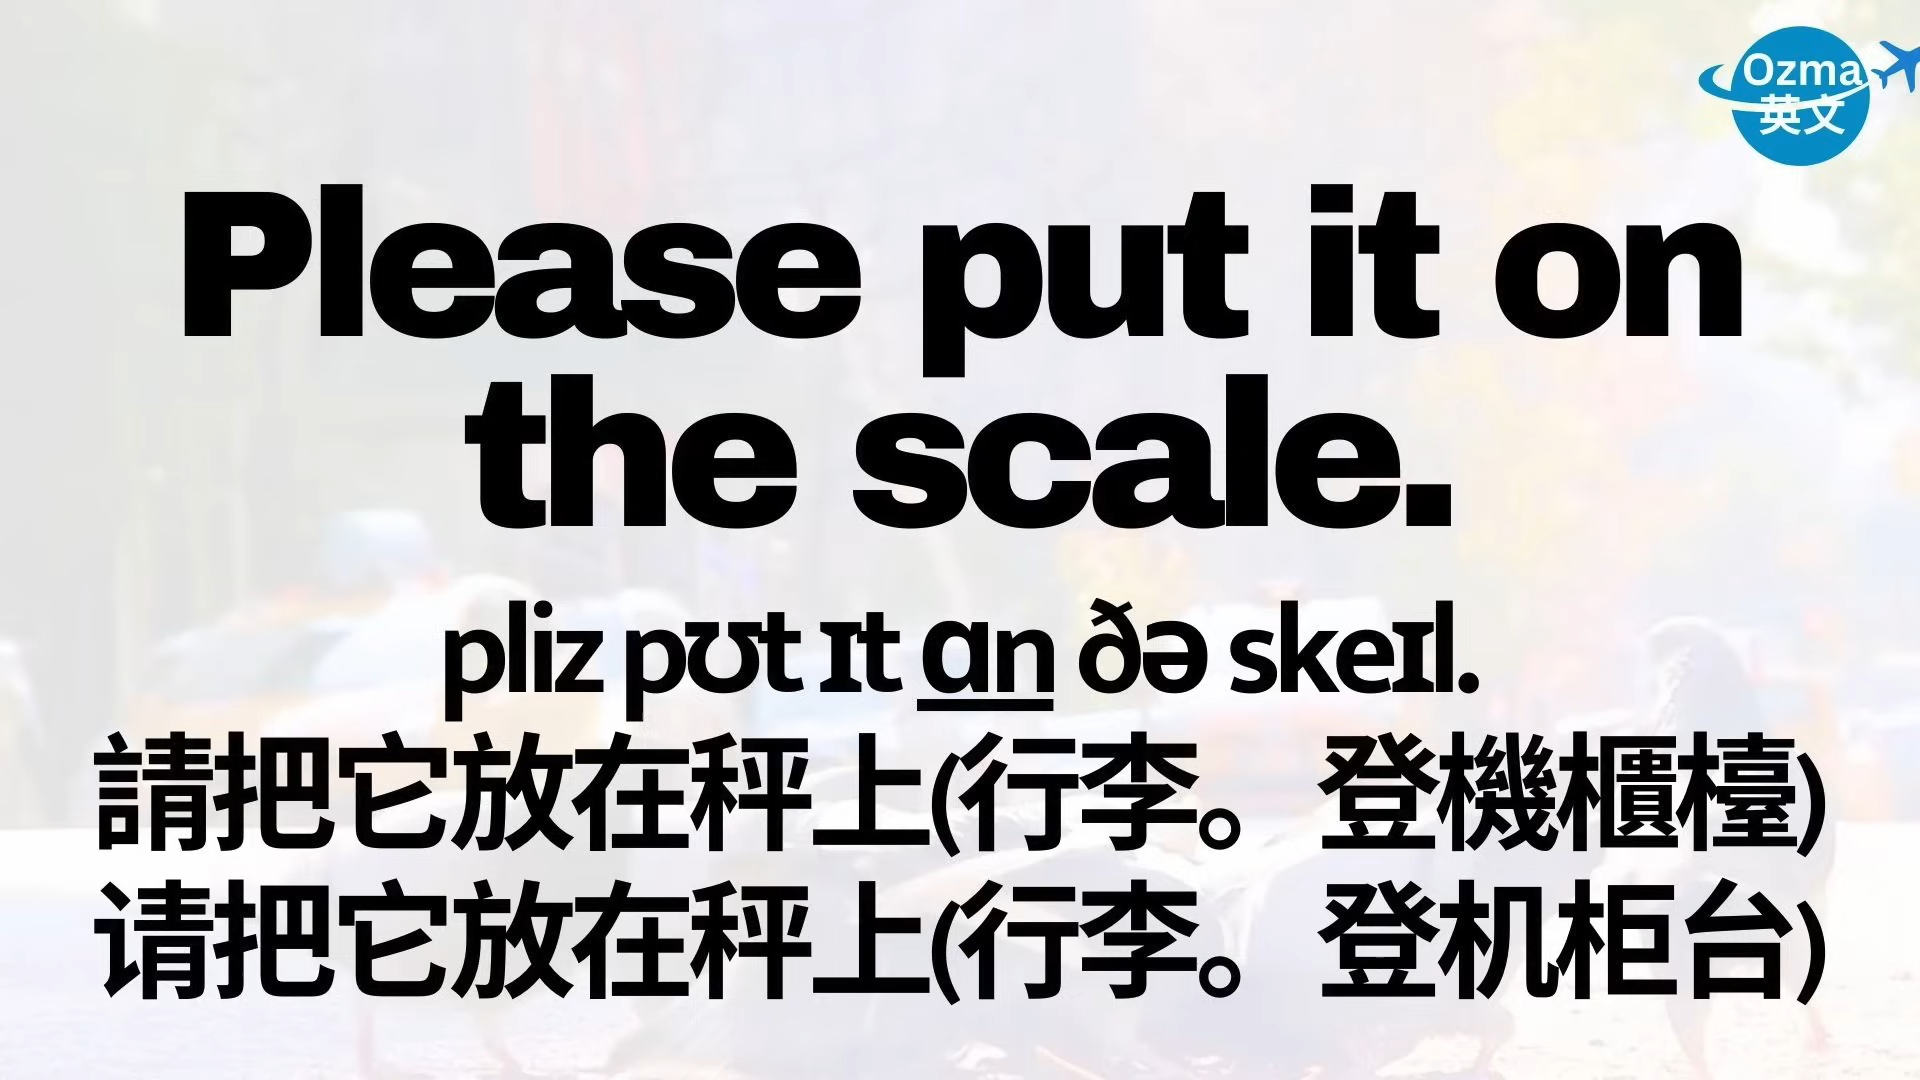 Ozma
英文
Please put it on
the scale.
pliz pʊt ɪt ɑn ðə skeɪl.
請把它放在秤上(行李。登機櫃檯)
请把它放在秤上(行李。登机柜台)